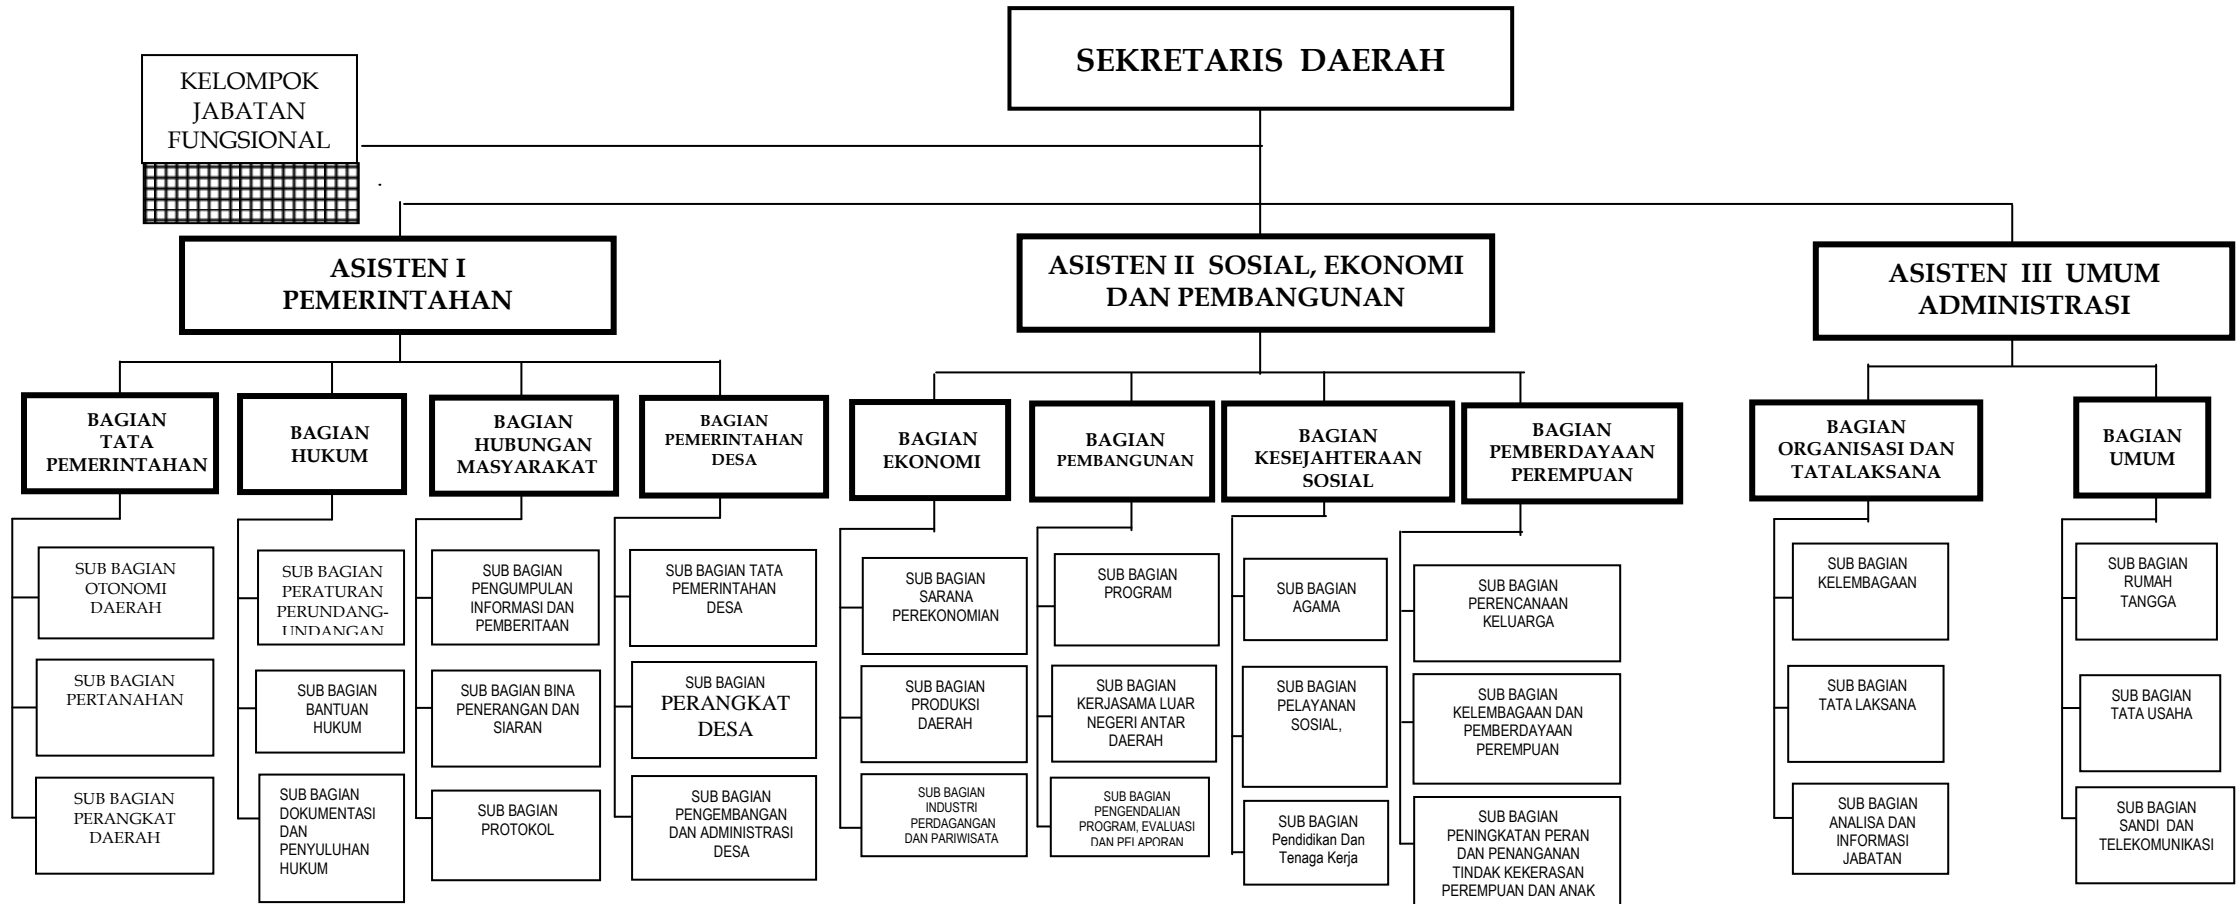 SEKRETARIS DAERAH
KELOMPOK
JABATAN
FUNGSIONAL
.
ASISTEN I
PEMERINTAHAN
ASISTEN II SOSIAL, EKONOMI
DAN PEMBANGUNAN
ASISTEN III UMUM
ADMINISTRASI
BAGIAN
TATA
PEMERINTAHAN
BAGIAN
HUKUM
BAGIAN
HUBUNGAN
MASYARAKAT
BAGIAN
PEMERINTAHAN
DESA
BAGIAN
EKONOMI
BAGIAN
PEMBANGUNAN
BAGIAN
KESEJAHTERAAN
SOSIAL
BAGIAN
PEMBERDAYAAN
PEREMPUAN
BAGIAN
ORGANISASI DAN
TATALAKSANA
BAGIAN
UMUM
SUB BAGIAN
OTONOMI
DAERAH
SUB BAGIAN
PERATURAN
PERUNDANG-
UNDANGAN
SUB BAGIAN
PENGUMPULAN
INFORMASI DAN
PEMBERITAAN
SUB BAGIAN TATA
PEMERINTAHAN
DESA
SUB BAGIAN
SARANA
PEREKONOMIAN
SUB BAGIAN
PROGRAM
SUB BAGIAN
AGAMA
SUB BAGIAN
PERENCANAAN
KELUARGA
SUB BAGIAN
KELEMBAGAAN
SUB BAGIAN
RUMAH
TANGGA
SUB BAGIAN
PERTANAHAN
SUB BAGIAN
BANTUAN
HUKUM
SUB BAGIAN BINA
PENERANGAN DAN
SIARAN
SUB BAGIAN
PERANGKAT
DESA
SUB BAGIAN
PRODUKSI
DAERAH
SUB BAGIAN
KERJASAMA LUAR
NEGERI ANTAR
DAERAH
SUB BAGIAN
PELAYANAN
SOSIAL,
SUB BAGIAN
KELEMBAGAAN DAN
PEMBERDAYAAN
PEREMPUAN
SUB BAGIAN
TATA LAKSANA
SUB BAGIAN
TATA USAHA
SUB BAGIAN
PERANGKAT
DAERAH
SUB BAGIAN
DOKUMENTASI
DAN
PENYULUHAN
HUKUM
SUB BAGIAN
PROTOKOL
SUB BAGIAN
PENGEMBANGAN
DAN ADMINISTRASI
DESA
SUB BAGIAN
INDUSTRI
PERDAGANGAN
DAN PARIWISATA
SUB BAGIAN
PENGENDALIAN
PROGRAM, EVALUASI
DAN PELAPORAN
SUB BAGIAN
Pendidikan Dan
Tenaga Kerja
SUB BAGIAN
PENINGKATAN PERAN
DAN PENANGANAN
TINDAK KEKERASAN
PEREMPUAN DAN ANAK
SUB BAGIAN
ANALISA DAN
INFORMASI
JABATAN
SUB BAGIAN
SANDI DAN
TELEKOMUNIKASI